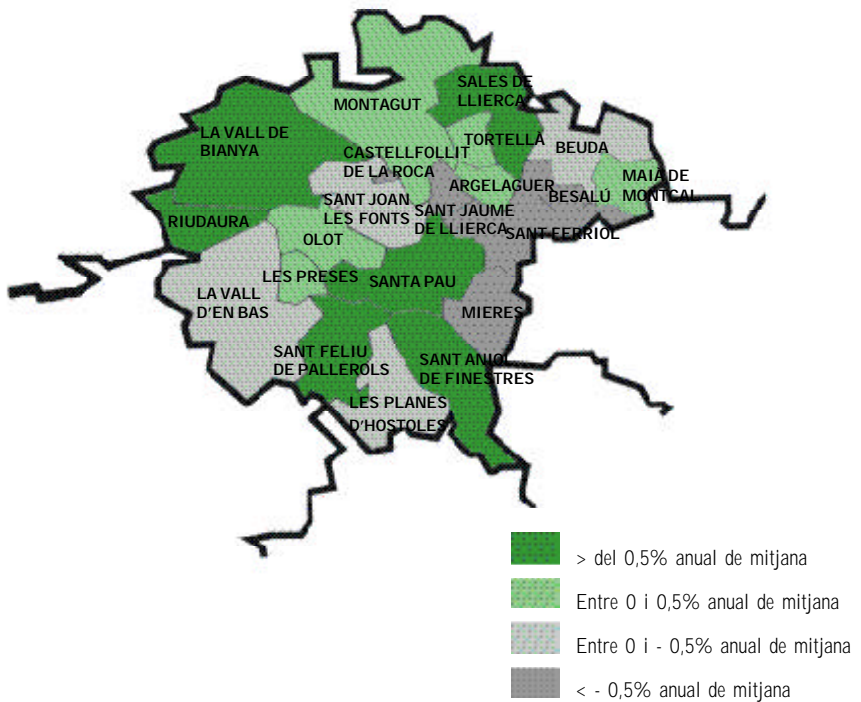 SALES DE
LLIERCA
MONTAGUT
LA VALL DE
BIANYA
TORTELLÀ
BEUDA
CASTELLFOLLIT
DE LA ROCA
MAIÀ DE
MONTCAL
ARGELAGUER
BESALÚ
SANT JOAN
LES FONTS
SANT JAUME
DE LLIERCA
RIUDAURA
SANT FERRIOL
OLOT
LES PRESES
SANTA PAU
LA VALL
D'EN BAS
MIERES
SANT FELIU
DE PALLEROLS
SANT ANIOL
DE FINESTRES
LES PLANES
D'HOSTOLES
> del 0,5% anual de mitjana
Entre 0 i 0,5% anual de mitjana
Entre 0 i - 0,5% anual de mitjana
< - 0,5% anual de mitjana